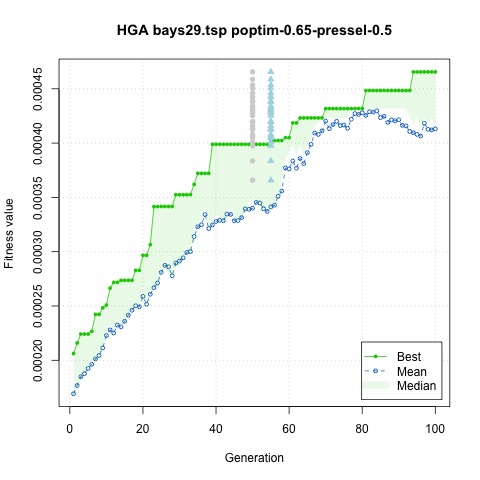 HGA bays29.tsp poptim-0.65-pressel-0.5
Fitness value
0.00045
0.00040
0.00035
0.00030
0.00025
0.00020
Best
Mean
Median
0 20 40 60 80 100
Generation